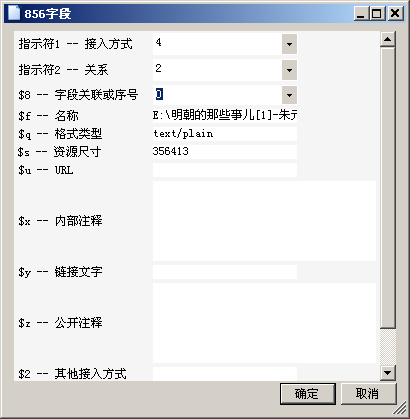 856字段
指示符1 -- 接入方式 4
指示符2 -- 关系 2
$8 -- 字段关联或序号 0
$f -- 名称 E:\明朝的那些事儿[1]-朱元
$q -- 格式类型 text/plain
$s -- 资源尺寸 356413
$u -- URL
$x -- 内部注释
$y -- 链接文字
$z -- 公开注释
$2 -- 其他接入方式
确定 取消